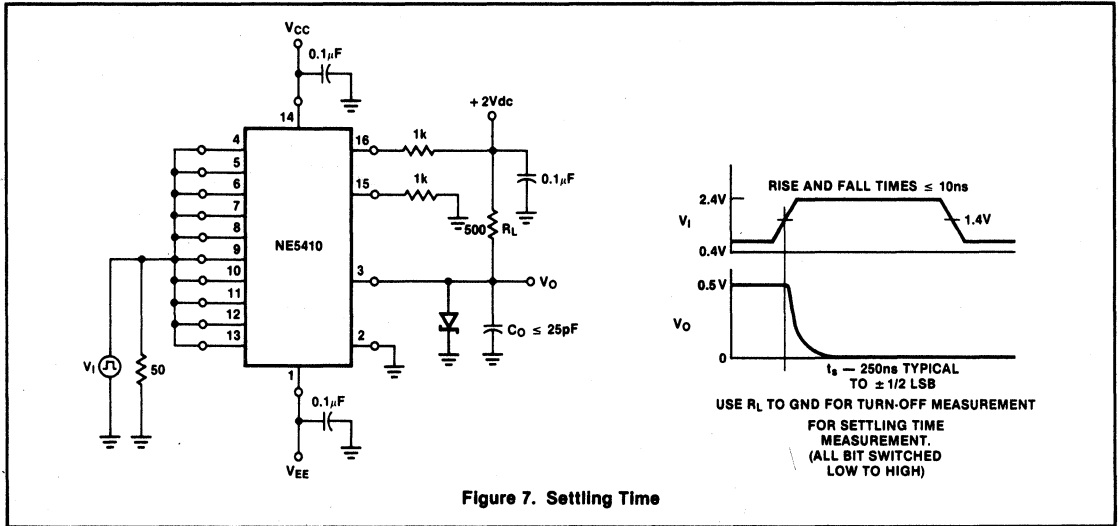 VCC
0.1µF
14
4
5
6
7
8
9
10
11
12
13
NE5410
16
15
3
2
1
1k
1k
+2Vdc
0.1µF
500 RL
VO
CO ≤ 25pF
VI
50
0.1µF
VEE
RISE AND FALL TIMES ≤ 10ns
2.4V
VI
1.4V
0.4V
0.5 V
VO
0
ts — 250ns TYPICAL
TO ± 1/2 LSB
USE RL TO GND FOR TURN-OFF MEASUREMENT
FOR SETTLING TIME
MEASUREMENT.
(ALL BIT SWITCHED
LOW TO HIGH)
Figure 7. Settling Time